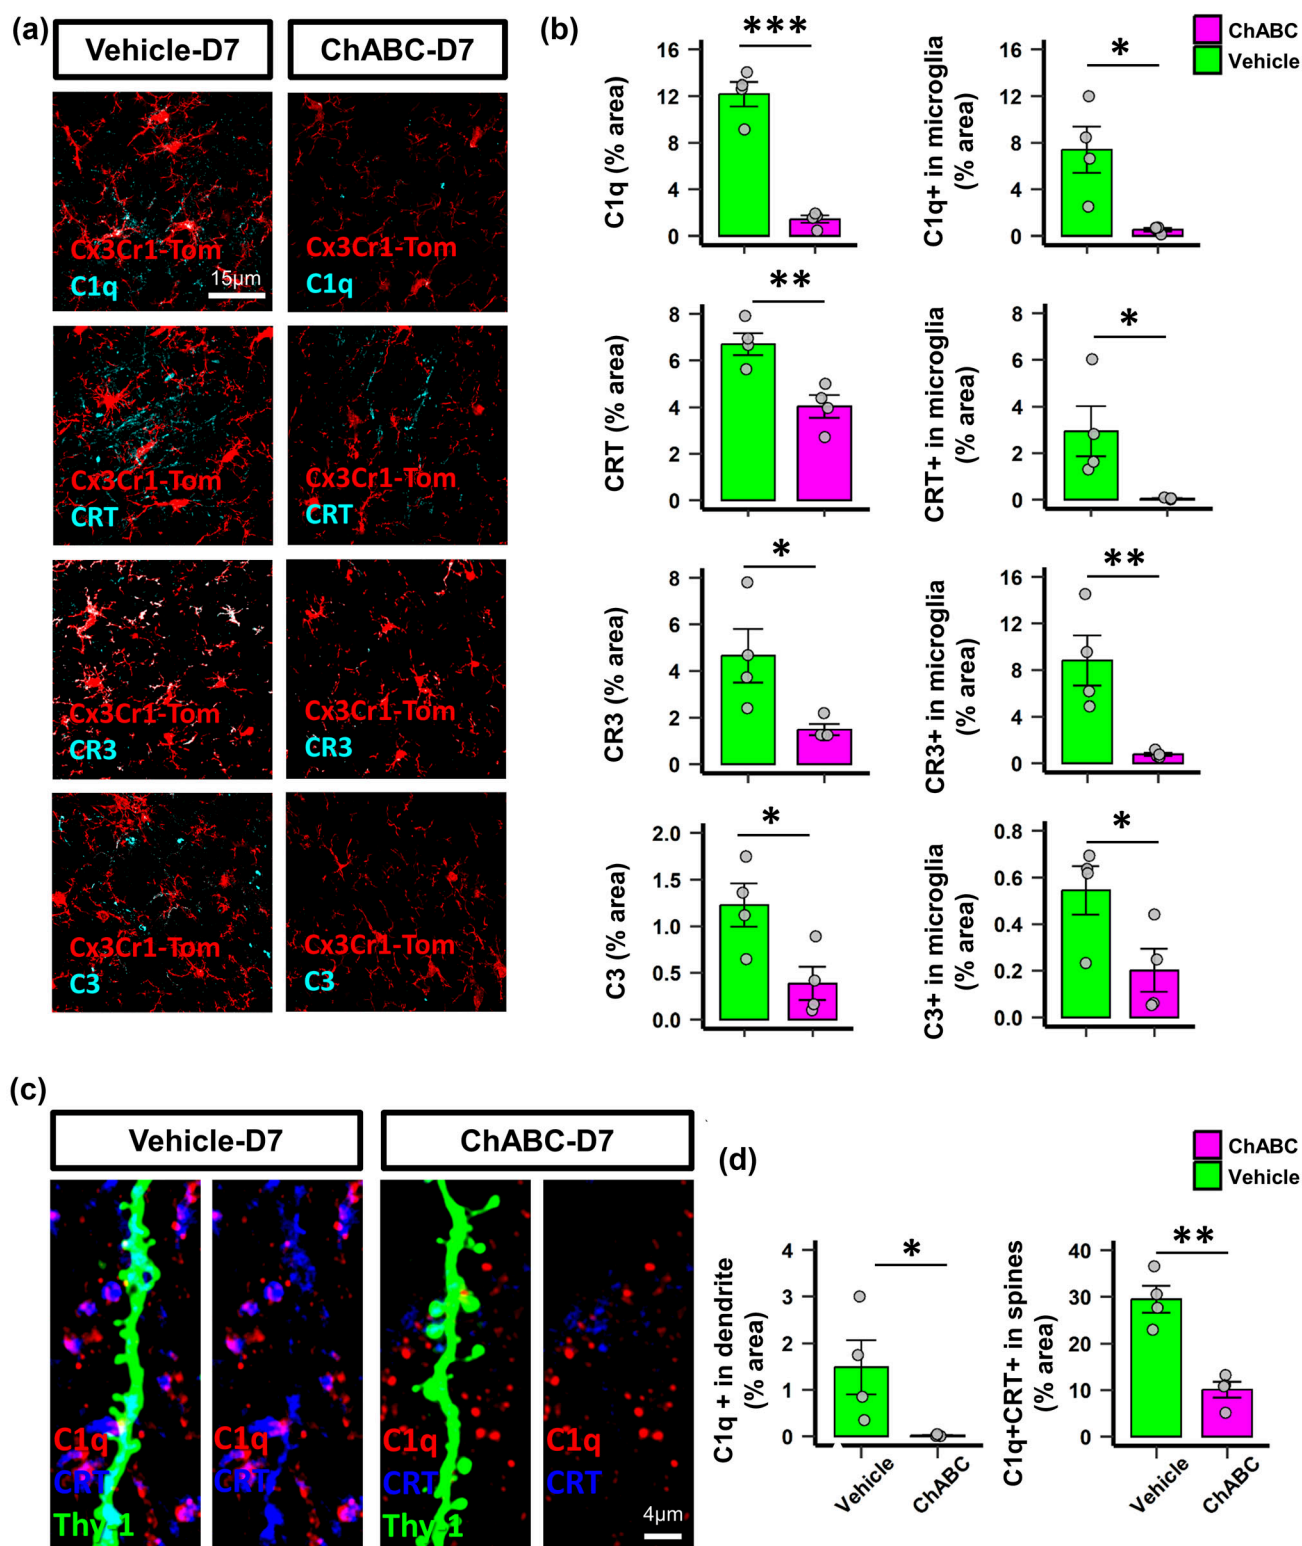 (a)
Vehicle-D7
ChABC-D7
Cx3Cr1-Tom
C1q
15µm
Cx3Cr1-Tom
C1q
Cx3Cr1-Tom
CRT
Cx3Cr1-Tom
CRT
Cx3Cr1-Tom
CR3
Cx3Cr1-Tom
CR3
Cx3Cr1-Tom
C3
Cx3Cr1-Tom
C3
(b)
ChABC
Vehicle
C1q (% area)
16
12
8
4
0
***
C1q+ in microglia
(% area)
16
12
8
4
0
*
CRT (% area)
8
6
4
2
0
**
CRT+ in microglia
(% area)
8
6
4
2
0
*
CR3 (% area)
8
6
4
2
0
*
CR3+ in microglia
(% area)
16
12
8
4
0
**
C3 (% area)
2.0
1.5
1.0
0.5
0.0
*
C3+ in microglia
(% area)
0.8
0.6
0.4
0.2
0.0
*
(c)
Vehicle-D7
ChABC-D7
C1q
CRT
Thy-1
C1q
CRT
C1q
CRT
Thy-1
C1q
CRT
4µm
(d)
ChABC
Vehicle
C1q + in dendrite
(% area)
4
3
2
1
0
*
Vehicle
ChABC
C1q+CRT+ in spines
(% area)
40
30
20
10
0
**
Vehicle
ChABC